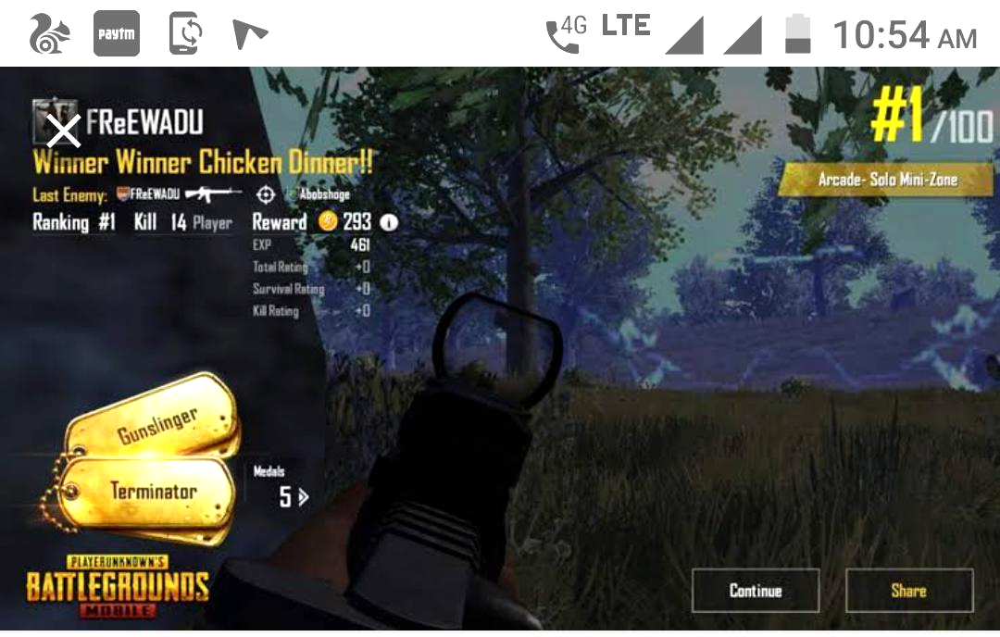 paytm
4G LTE 10:54 AM
FReEWADU
#1/100
Winner Winner Chicken Dinner!!
Arcade- Solo Mini-Zone
Last Enemy: FReEWADU Abobshoge
Ranking #1 Kill 14 Player Reward 293
EXP 461
Total Rating +0
Survival Rating +0
Kill Rating +0
Gunslinger
Terminator
Medals
5
PLAYERUNKNOWN'S
BATTLEGROUNDS
MOBILE
Continue
Share